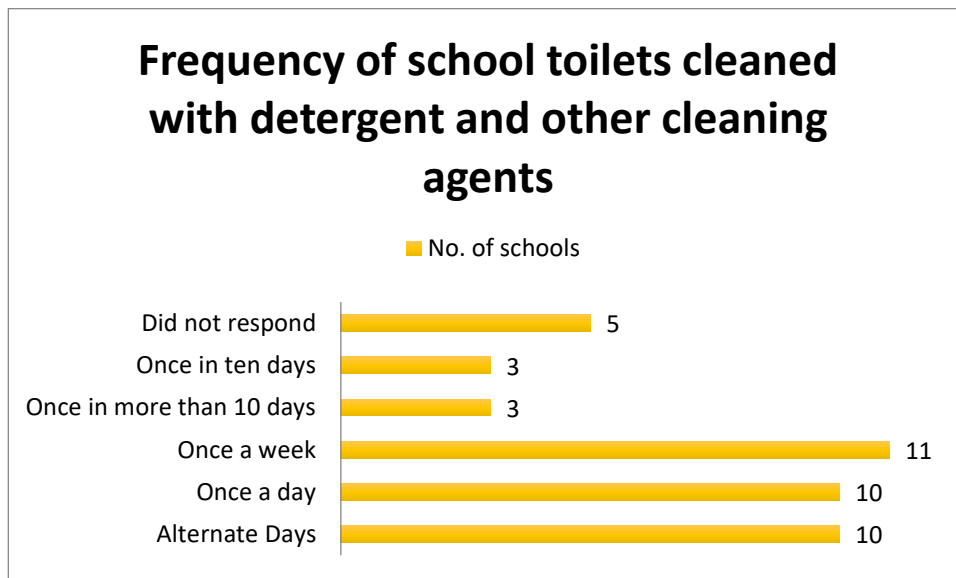 Frequency of school toilets cleaned
with detergent and other cleaning
agents
No. of schools
Did not respond 5
Once in ten days 3
Once in more than 10 days 3
Once a week 11
Once a day 10
Alternate Days 10